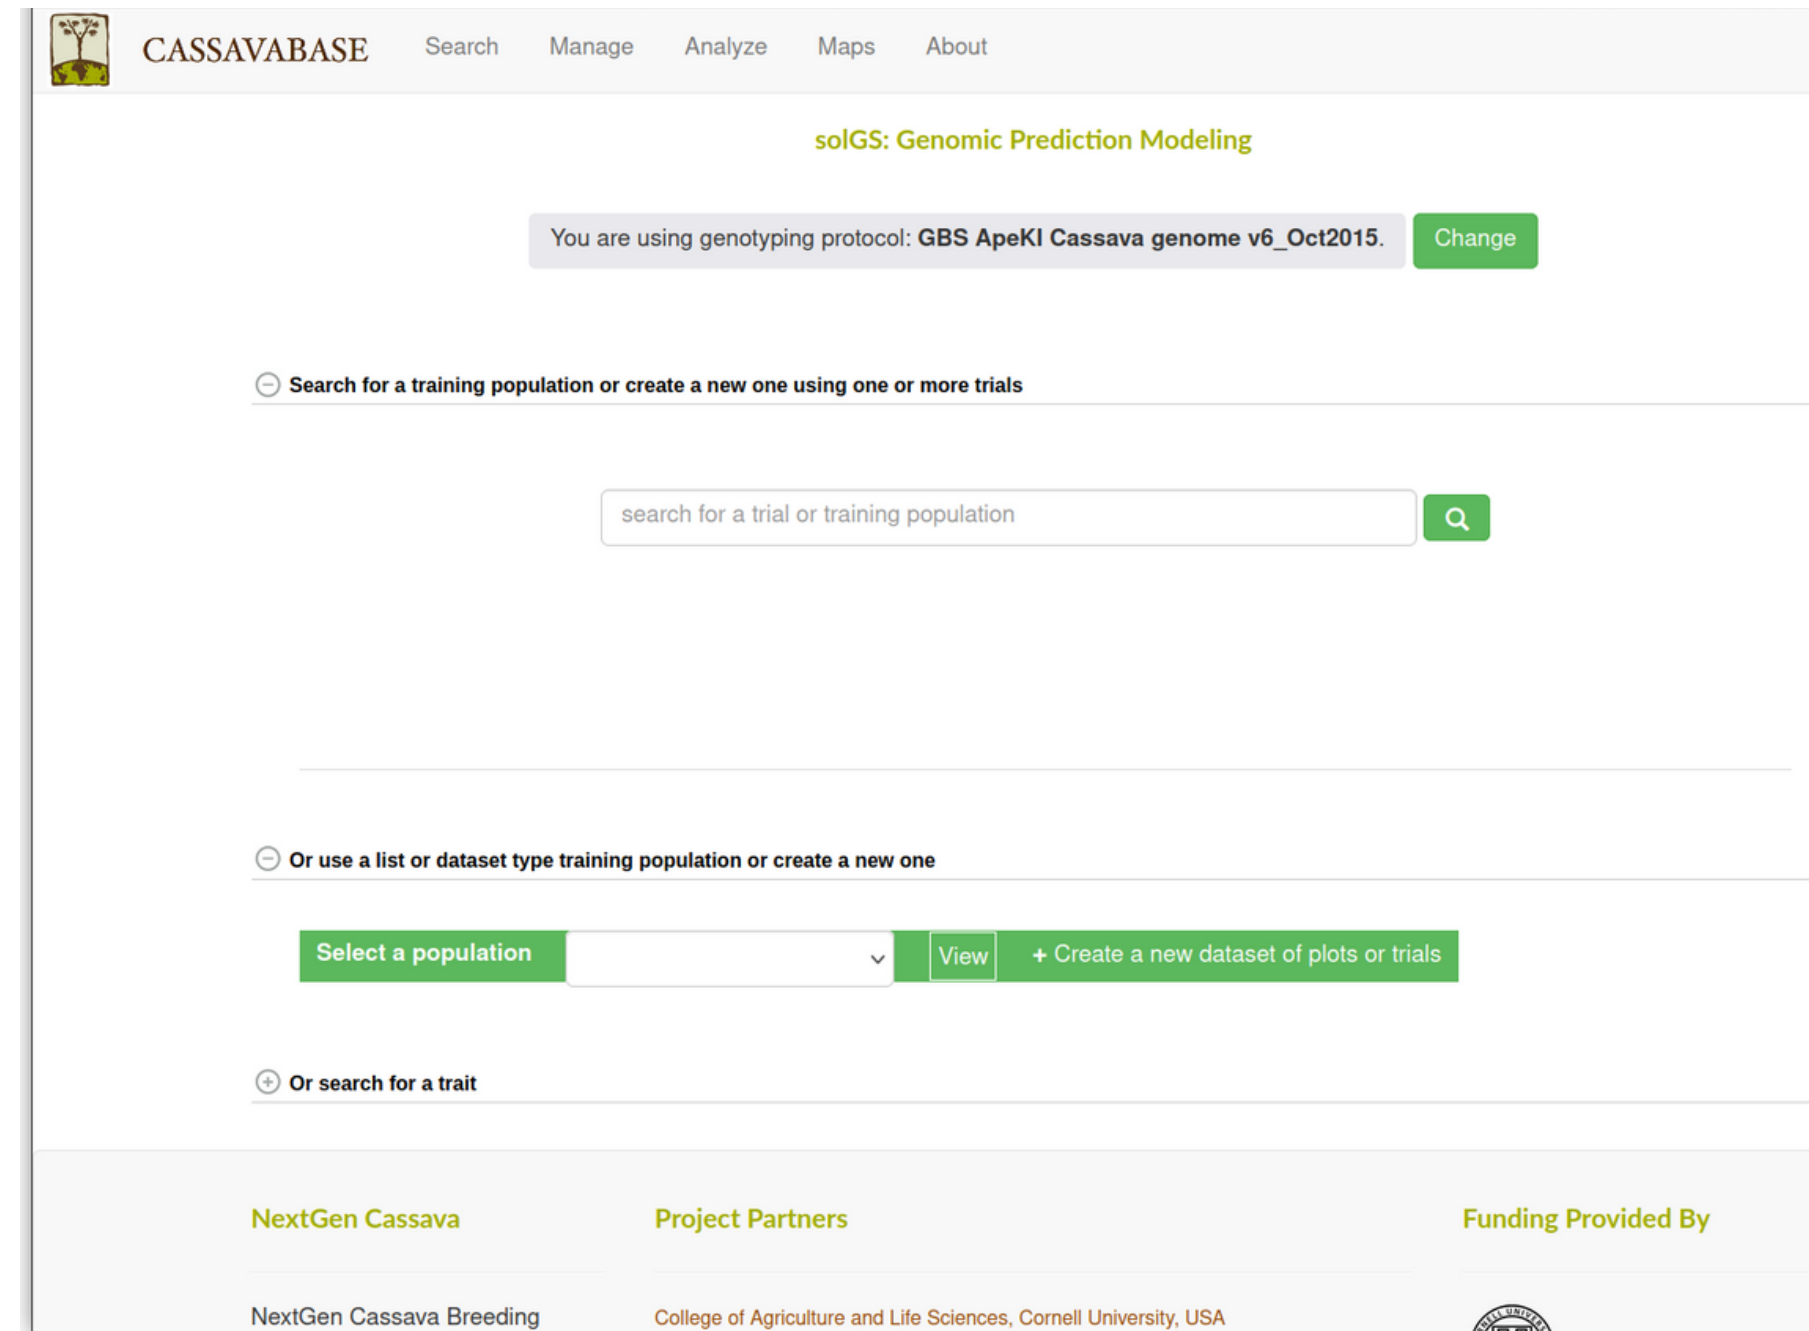 CASSAVABASE Search Manage Analyze Maps About
solGS: Genomic Prediction Modeling
You are using genotyping protocol: GBS ApeKI Cassava genome v6_Oct2015. Change
Search for a training population or create a new one using one or more trials
search for a trial or training population
Or use a list or dataset type training population or create a new one
Select a population View + Create a new dataset of plots or trials
Or search for a trait
NextGen Cassava Project Partners Funding Provided By
NextGen Cassava Breeding College of Agriculture and Life Sciences, Cornell University, USA